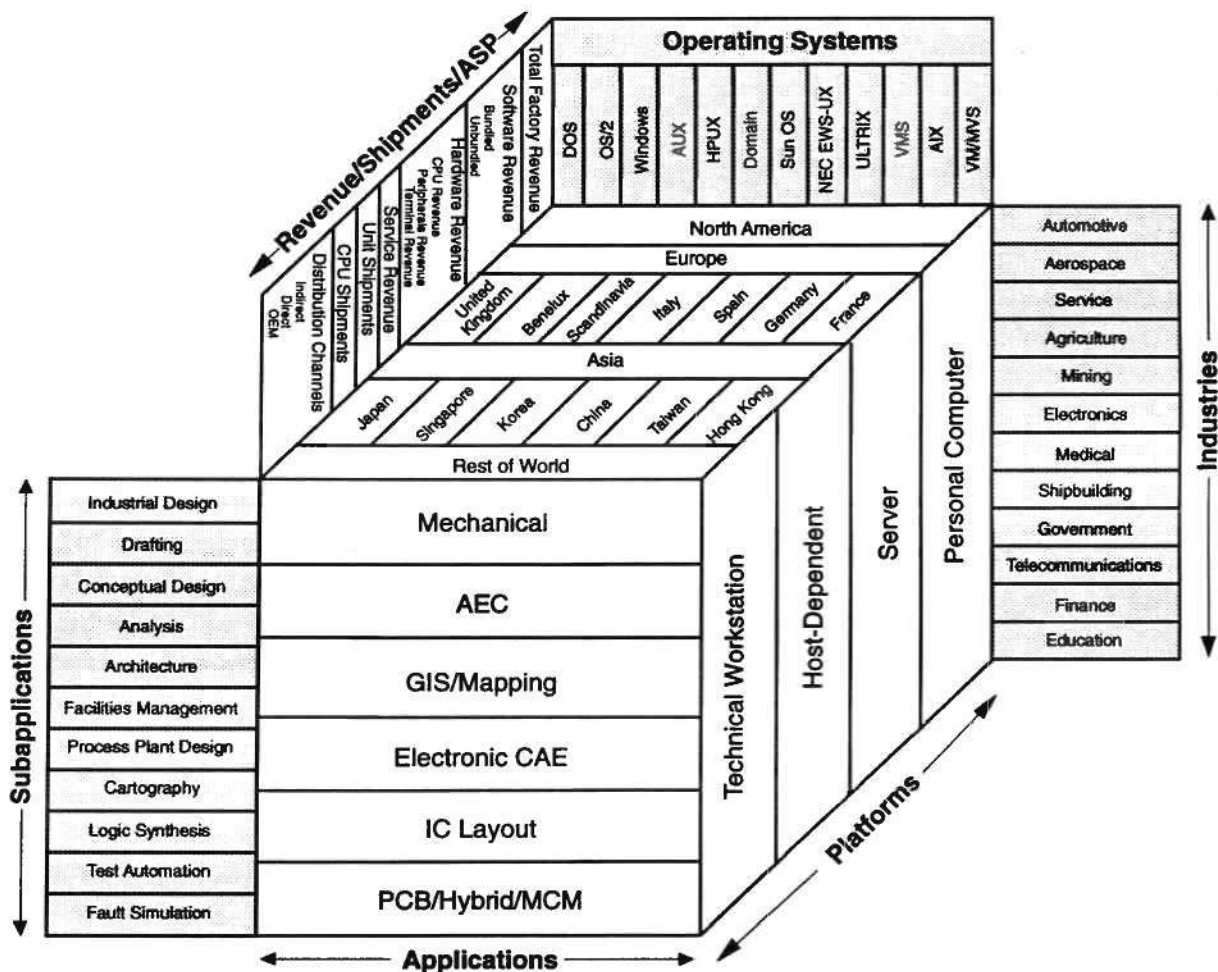 Operating Systems
DOS
OS/2
Windows
AUX
HPUX
Domain
Sun OS
NEC EWS-UX
ULTRIX
VMS
AIX
VM/MVS
Revenue/Shipments/ASP
Total Factory Revenue
Software Revenue
Bundled
Unbundled
Hardware Revenue
CPU Revenue
Peripherals Revenue
Terminal Revenue
Service Revenue
Unit Shipments
CPU Shipments
Distribution Channels
Indirect
Direct
OEM
North America
Europe
United
Kingdom
Benelux
Scandinavia
Italy
Spain
Germany
France
Asia
Japan
Singapore
Korea
China
Taiwan
Hong Kong
Rest of World
Industries
Automotive
Aerospace
Service
Agriculture
Mining
Electronics
Medical
Shipbuilding
Government
Telecommunications
Finance
Education
Subapplications
Industrial Design
Drafting
Conceptual Design
Analysis
Architecture
Facilities Management
Process Plant Design
Cartography
Logic Synthesis
Test Automation
Fault Simulation
Mechanical
AEC
GIS/Mapping
Electronic CAE
IC Layout
PCB/Hybrid/MCM
Applications
Technical Workstation
Host-Dependent
Server
Personal Computer
Platforms